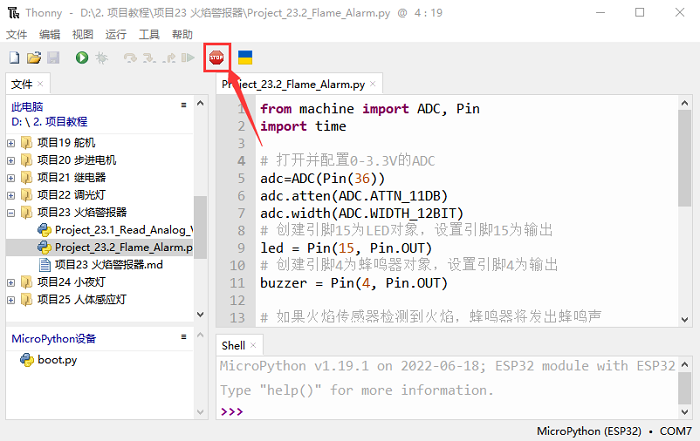 Thonny - D:\2. 项目教程\项目23 火焰警报器\Project_23.2_Flame_Alarm.py @ 4 : 19
文件 编辑 视图 运行 工具 帮助
STOP
文件 ×
此电脑
D: \ 2. 项目教程
项目19 舵机
项目20 步进电机
项目21 继电器
项目22 调光灯
项目23 火焰警报器
Project_23.1_Read_Analog_V
Project_23.2_Flame_Alarm.p
项目23 火焰警报器.md
项目24 小夜灯
项目25 人体感应灯
MicroPython设备
boot.py
Project_23.2_Flame_Alarm.py ×
1 from machine import ADC, Pin
2 import time
3
4 # 打开并配置0-3.3V的ADC
5 adc=ADC(Pin(36))
6 adc.atten(ADC.ATTN_11DB)
7 adc.width(ADC.WIDTH_12BIT)
8 # 创建引脚15为LED对象，设置引脚15为输出
9 led = Pin(15, Pin.OUT)
10 # 创建引脚4为蜂鸣器对象，设置引脚4为输出
11 buzzer = Pin(4, Pin.OUT)
12
13 # 如果火焰传感器检测到火焰，蜂鸣器将发出蜂鸣声
Shell ×
MicroPython v1.19.1 on 2022-06-18; ESP32 module with ESP32
Type "help()" for more information.
>>>
MicroPython (ESP32) • COM7